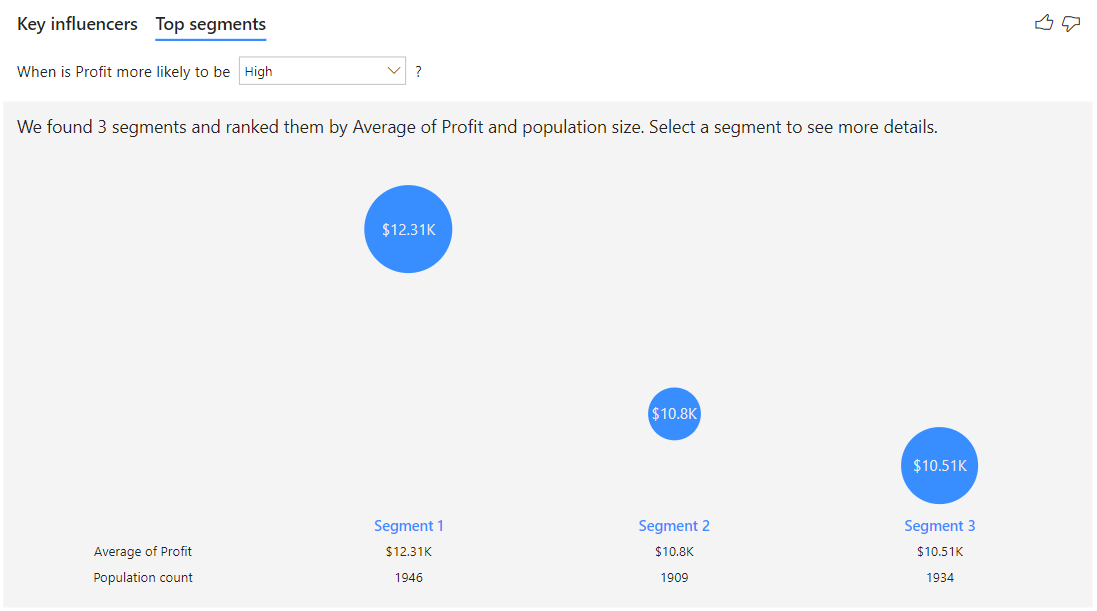 Key influencers Top segments
When is Profit more likely to be High ?
We found 3 segments and ranked them by Average of Profit and population size. Select a segment to see more details.
$12.31K
$10.8K
$10.51K
Segment 1 Segment 2 Segment 3
Average of Profit $12.31K $10.8K $10.51K
Population count 1946 1909 1934